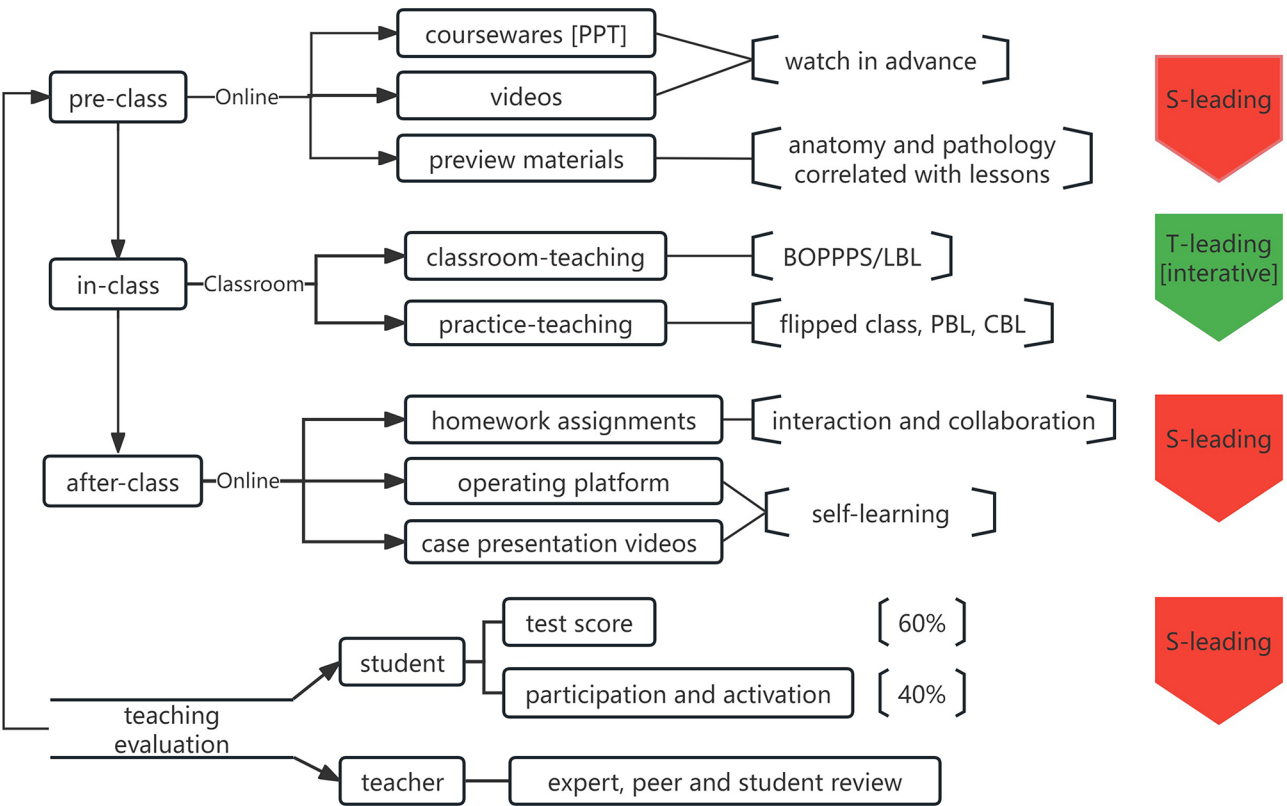 coursewares [PPT]
watch in advance
pre-class
Online
videos
S-leading
preview materials
anatomy and pathology
correlated with lessons
T-leading
[interative]
in-class
Classroom
classroom-teaching
BOPPPS/LBL
practice-teaching
flipped class, PBL, CBL
homework assignments
interaction and collaboration
S-leading
after-class
Online
operating platform
self-learning
case presentation videos
test score
60%
S-leading
student
participation and activation
40%
teaching
evaluation
teacher
expert, peer and student review